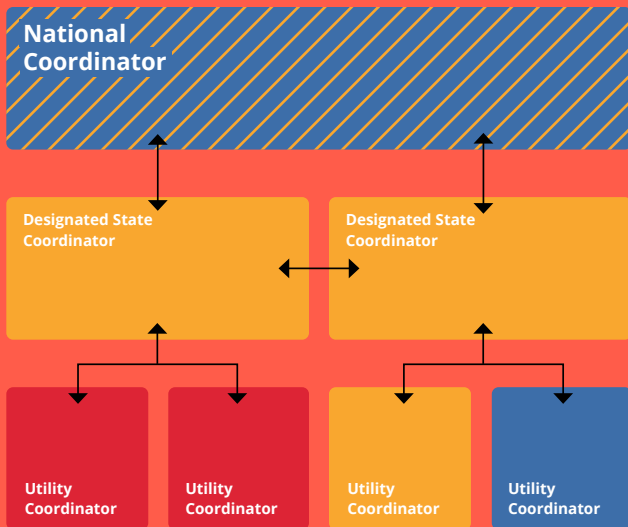 National
Coordinator
Designated State
Coordinator
Designated State
Coordinator
Utility
Coordinator
Utility
Coordinator
Utility
Coordinator
Utility
Coordinator